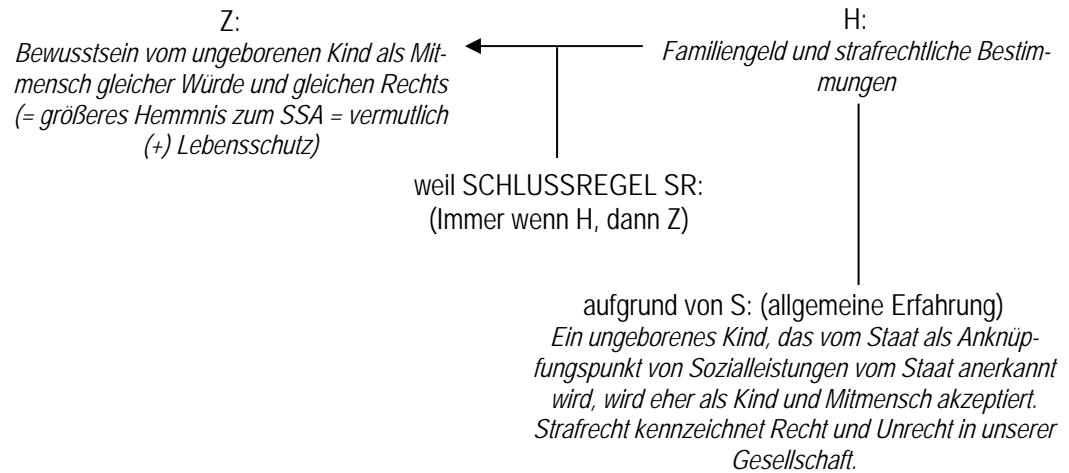 Z:
Bewusstsein vom ungeborenen Kind als Mit-
mensch gleicher Würde und gleichen Rechts
(= größeres Hemmnis zum SSA = vermutlich
(+) Lebensschutz)
H:
Familiengeld und strafrechtliche Bestim-
mungen
weil SCHLUSSREGEL SR:
(Immer wenn H, dann Z)
aufgrund von S: (allgemeine Erfahrung)
Ein ungeborenes Kind, das vom Staat als Anknüp-
fungspunkt von Sozialleistungen vom Staat anerkannt
wird, wird eher als Kind und Mitmensch akzeptiert.
Strafrecht kennzeichnet Recht und Unrecht in unserer
Gesellschaft.